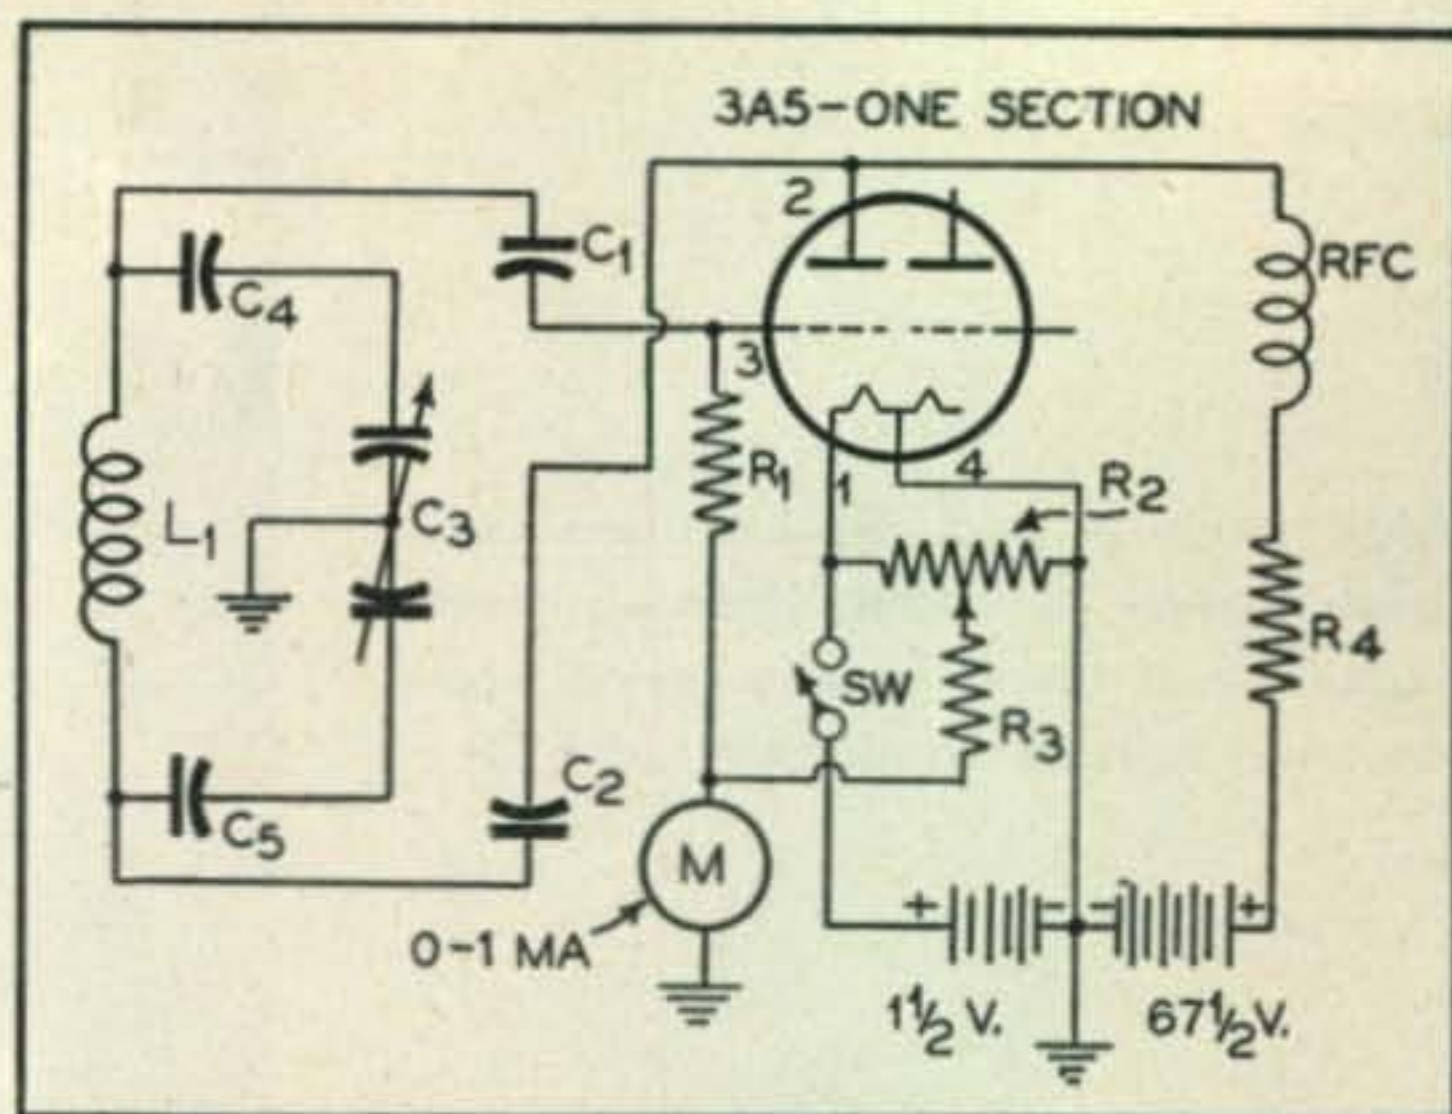 3A5-ONE SECTION
2
C1
RFC
C4
3
R1
1
4
R2
L1
C3
R4
SW
R3
C2
C5
M
0-1 MA
+
-
-
+
1½ V.
67½ V.